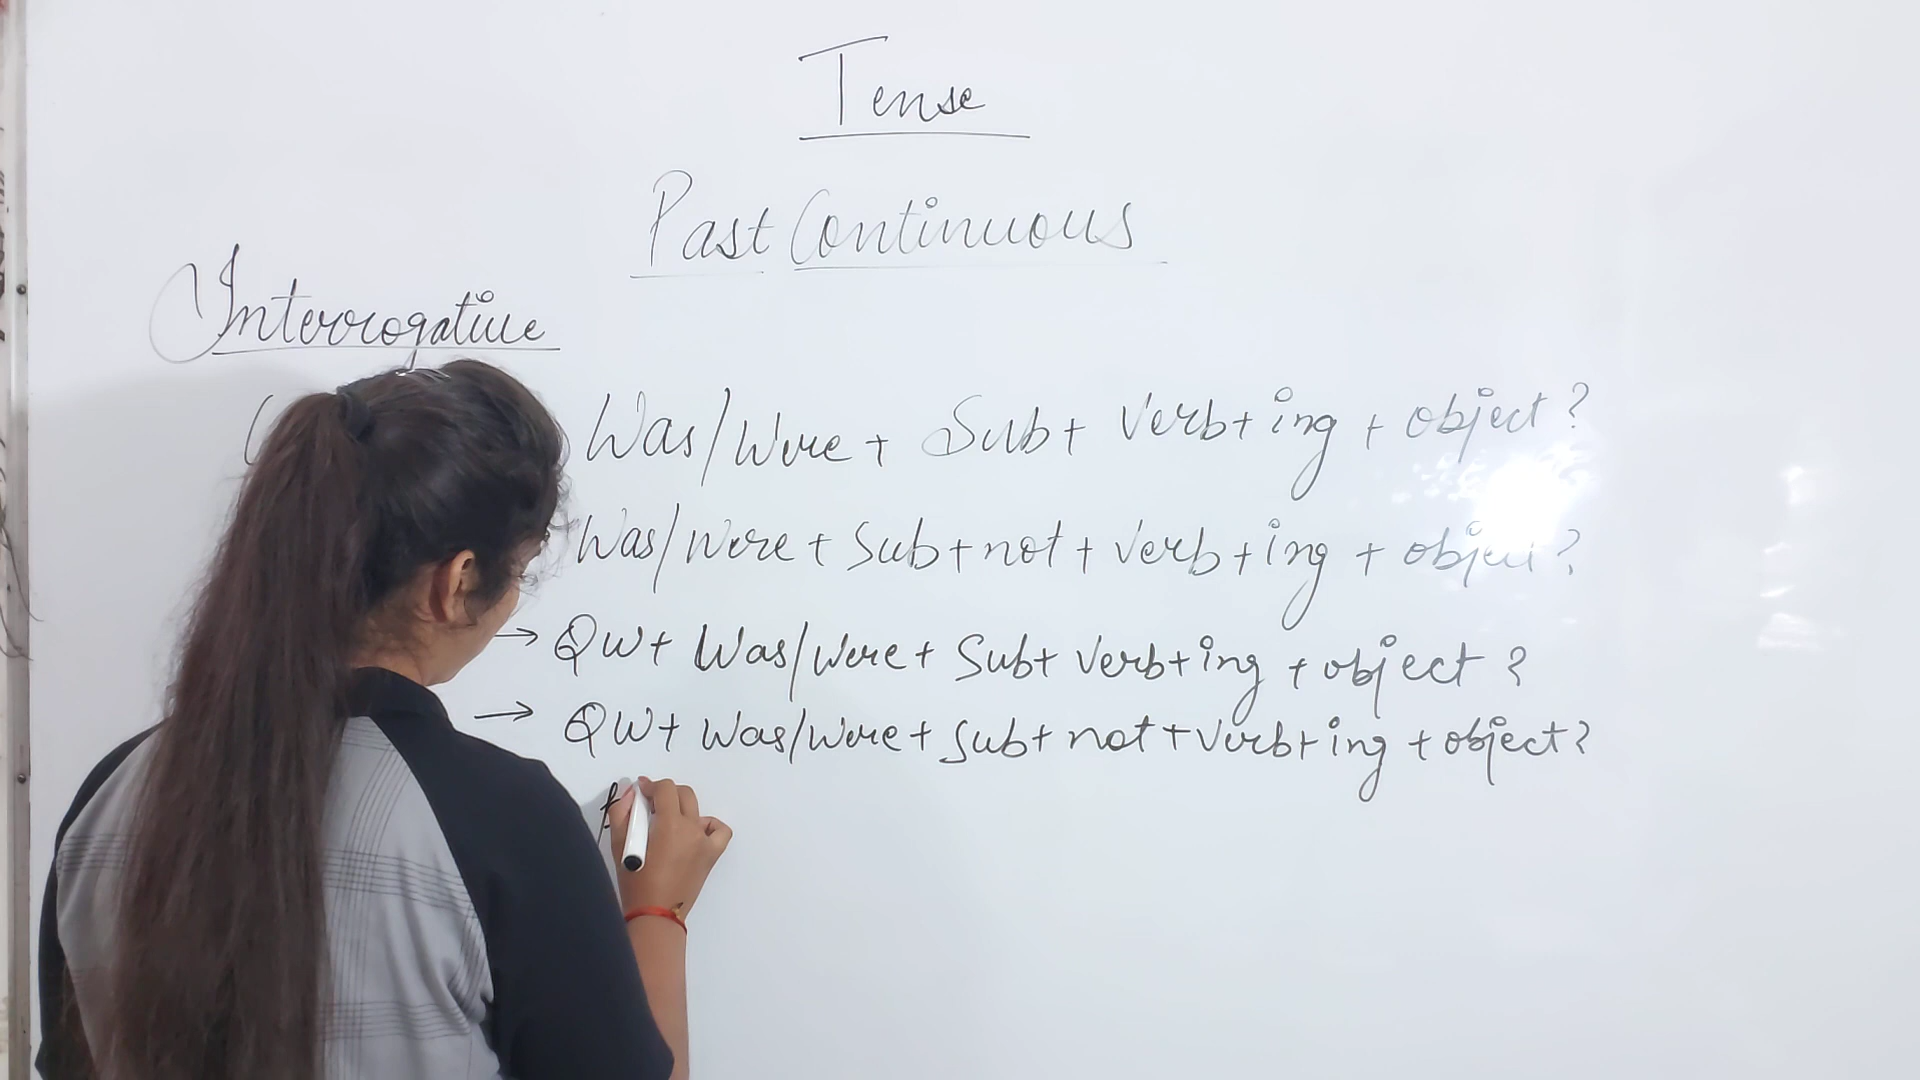 Tense
Past Continuous
Interrogative
Was/Were + Sub + Verb + ing + object ?
Was/were + Sub + not + verb + ing + object ?
→ QW + Was/were + Sub + verb + ing + object ?
→ QW + Was/were + Sub + not + verb + ing + object ?